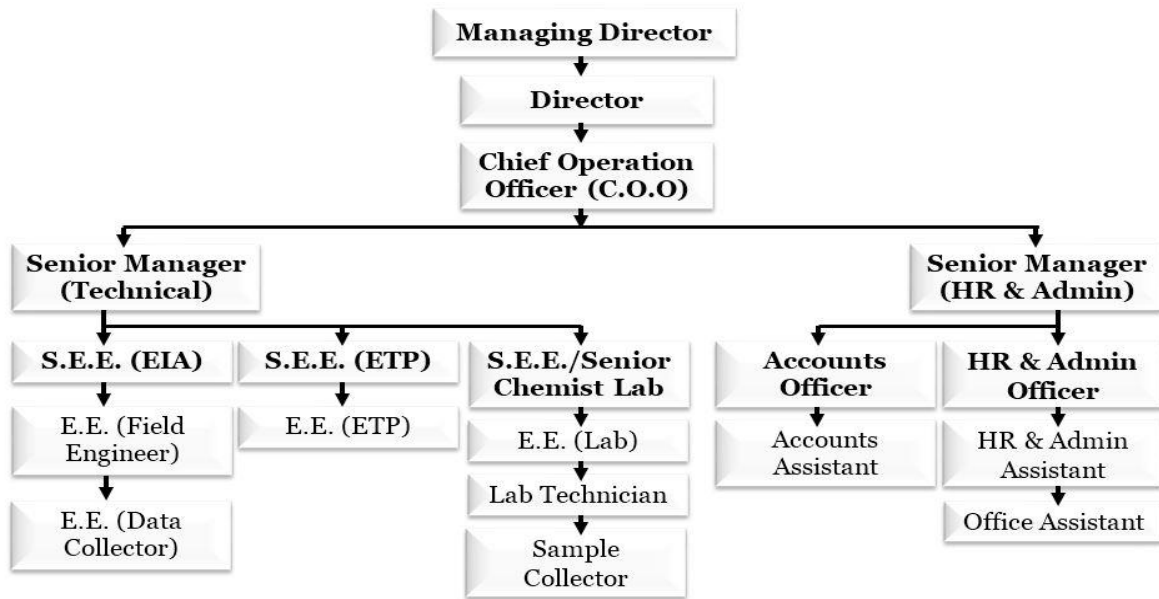 Managing Director
Director
Chief Operation
Officer (C.O.O)
Senior Manager
(Technical)
Senior Manager
(HR & Admin)
S.E.E. (EIA)
S.E.E. (ETP)
S.E.E./Senior
Chemist Lab
Accounts
Officer
HR & Admin
Officer
E.E. (Field
Engineer)
E.E. (ETP)
E.E. (Lab)
Accounts
Assistant
HR & Admin
Assistant
E.E. (Data
Collector)
Lab Technician
Office Assistant
Sample
Collector